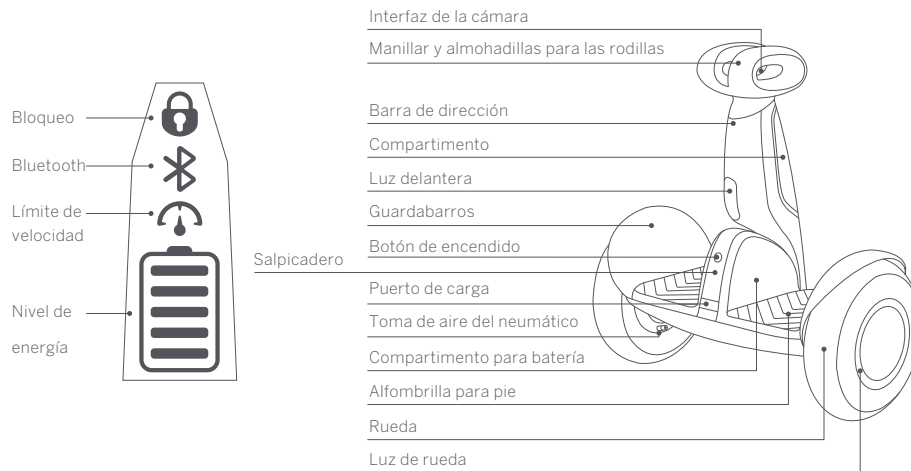 Bloqueo
Bluetooth
Límite de
velocidad
Nivel de
energía
Salpicadero
Interfaz de la cámara
Manillar y almohadillas para las rodillas
Barra de dirección
Compartimento
Luz delantera
Guardabarros
Botón de encendido
Puerto de carga
Toma de aire del neumático
Compartimento para batería
Alfombrilla para pie
Rueda
Luz de rueda